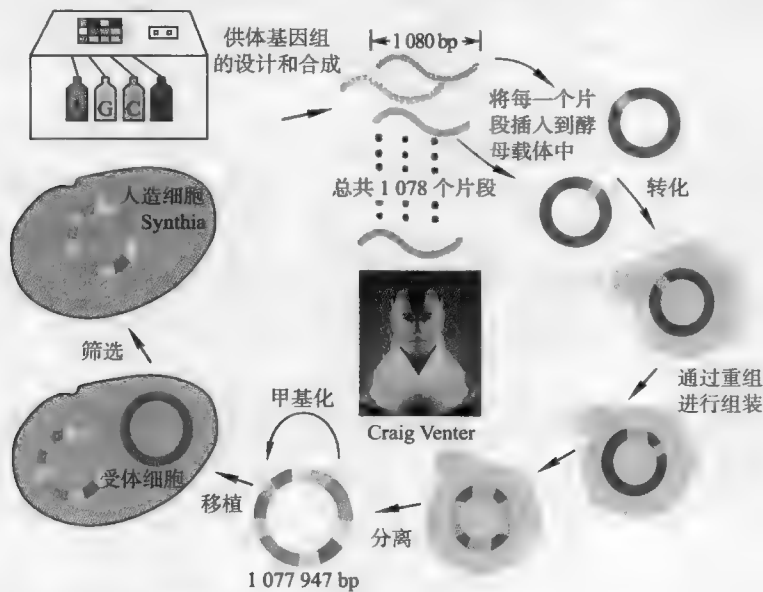 供体基因组
的设计和合成
G C
1 080 bp
将每一个片
段插入到酵
母载体中
总共 1 078 个片段
转化
人造细胞
Synthia
筛选
通过重组
进行组装
Craig Venter
甲基化
受体细胞
移植
分离
1 077 947 bp